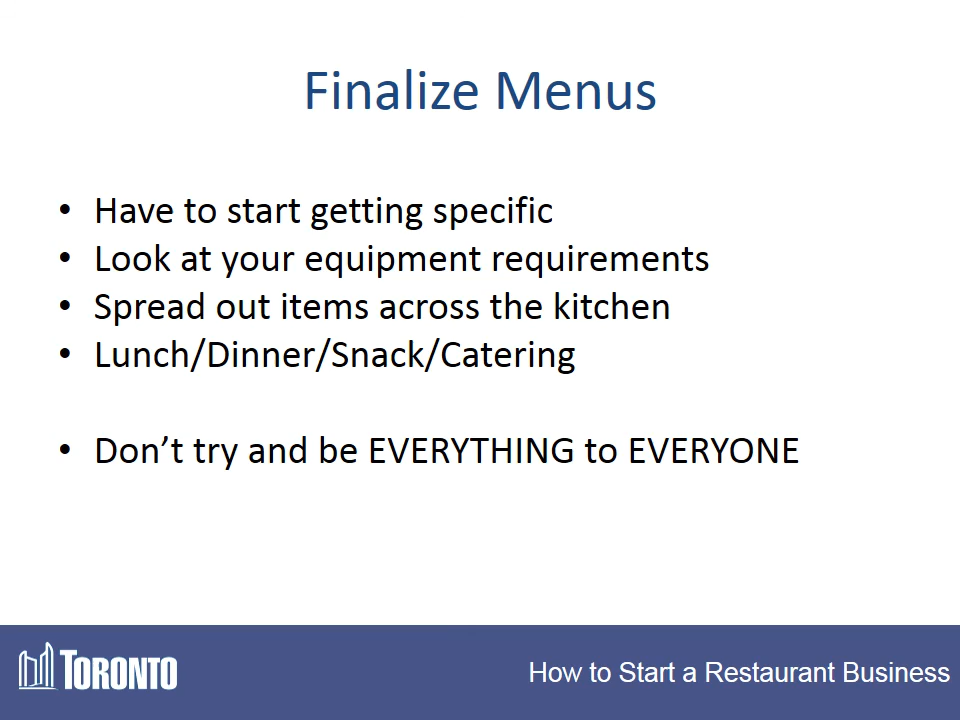 Finalize Menus
• Have to start getting specific
• Look at your equipment requirements
• Spread out items across the kitchen
• Lunch/Dinner/Snack/Catering
• Don’t try and be EVERYTHING to EVERYONE
TORONTO
How to Start a Restaurant Business